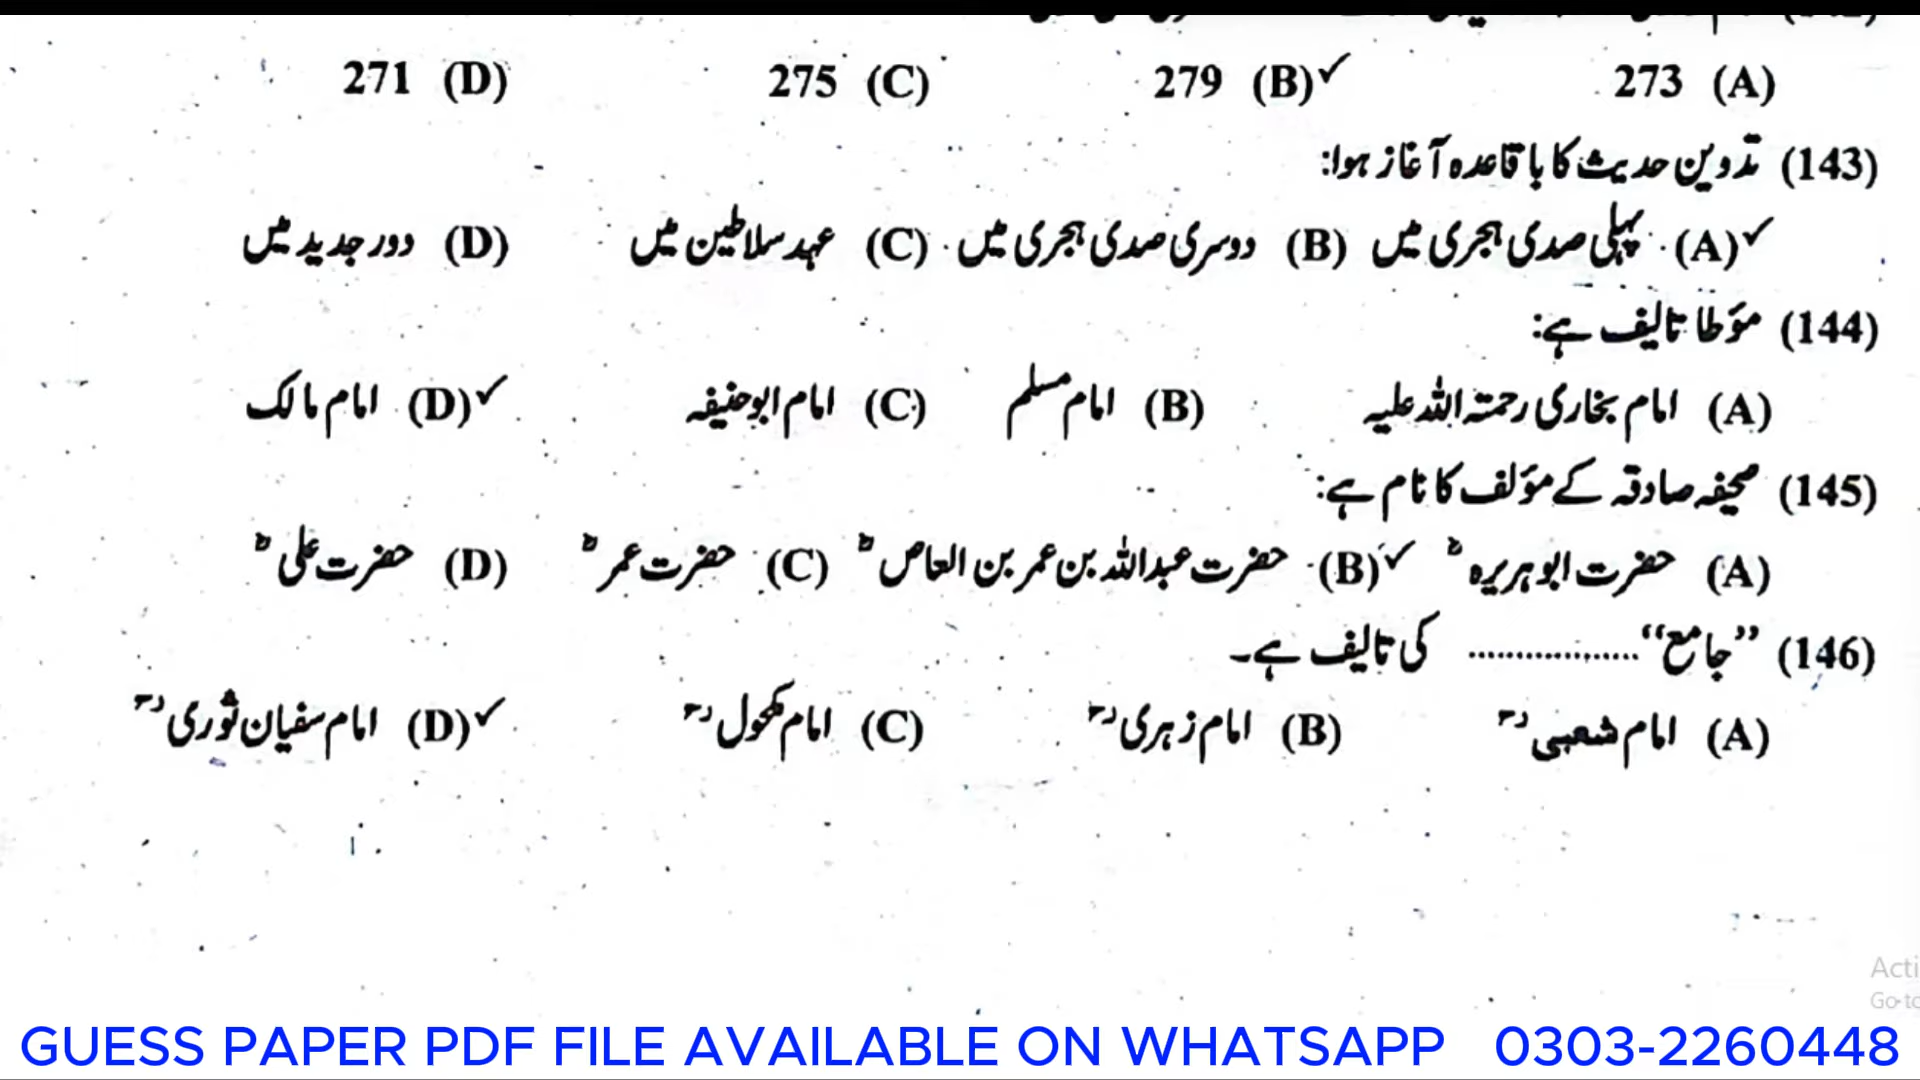 (A) 273 (B)✓ 279 (C) 275 (D) 271
(143) تدوین حدیث کا باقاعدہ آغاز ہوا:
✓(A) پہلی صدی ہجری میں (B) دوسری صدی ہجری میں (C) عہد سلاطین میں (D) دور جدید میں
(144) مؤطا تالیف ہے:
(A) امام بخاری رحمتہ اللہ علیہ (B) امام مسلم (C) امام ابوحنیفہ ✓(D) امام مالک
(145) صحیفہ صادقہ کے مؤلف کا نام ہے:
(A) حضرت ابوہریرہؓ ✓(B) حضرت عبداللہ بن عمر بن العاصؓ (C) حضرت عمرؓ (D) حضرت علیؓ
(146) ”جامع“ ................. کی تالیف ہے۔
(A) امام شعبیؒ (B) امام زہریؒ (C) امام مکحولؒ ✓(D) امام سفیان ثوریؒ
Acti
Go to
GUESS PAPER PDF FILE AVAILABLE ON WHATSAPP 0303-2260448